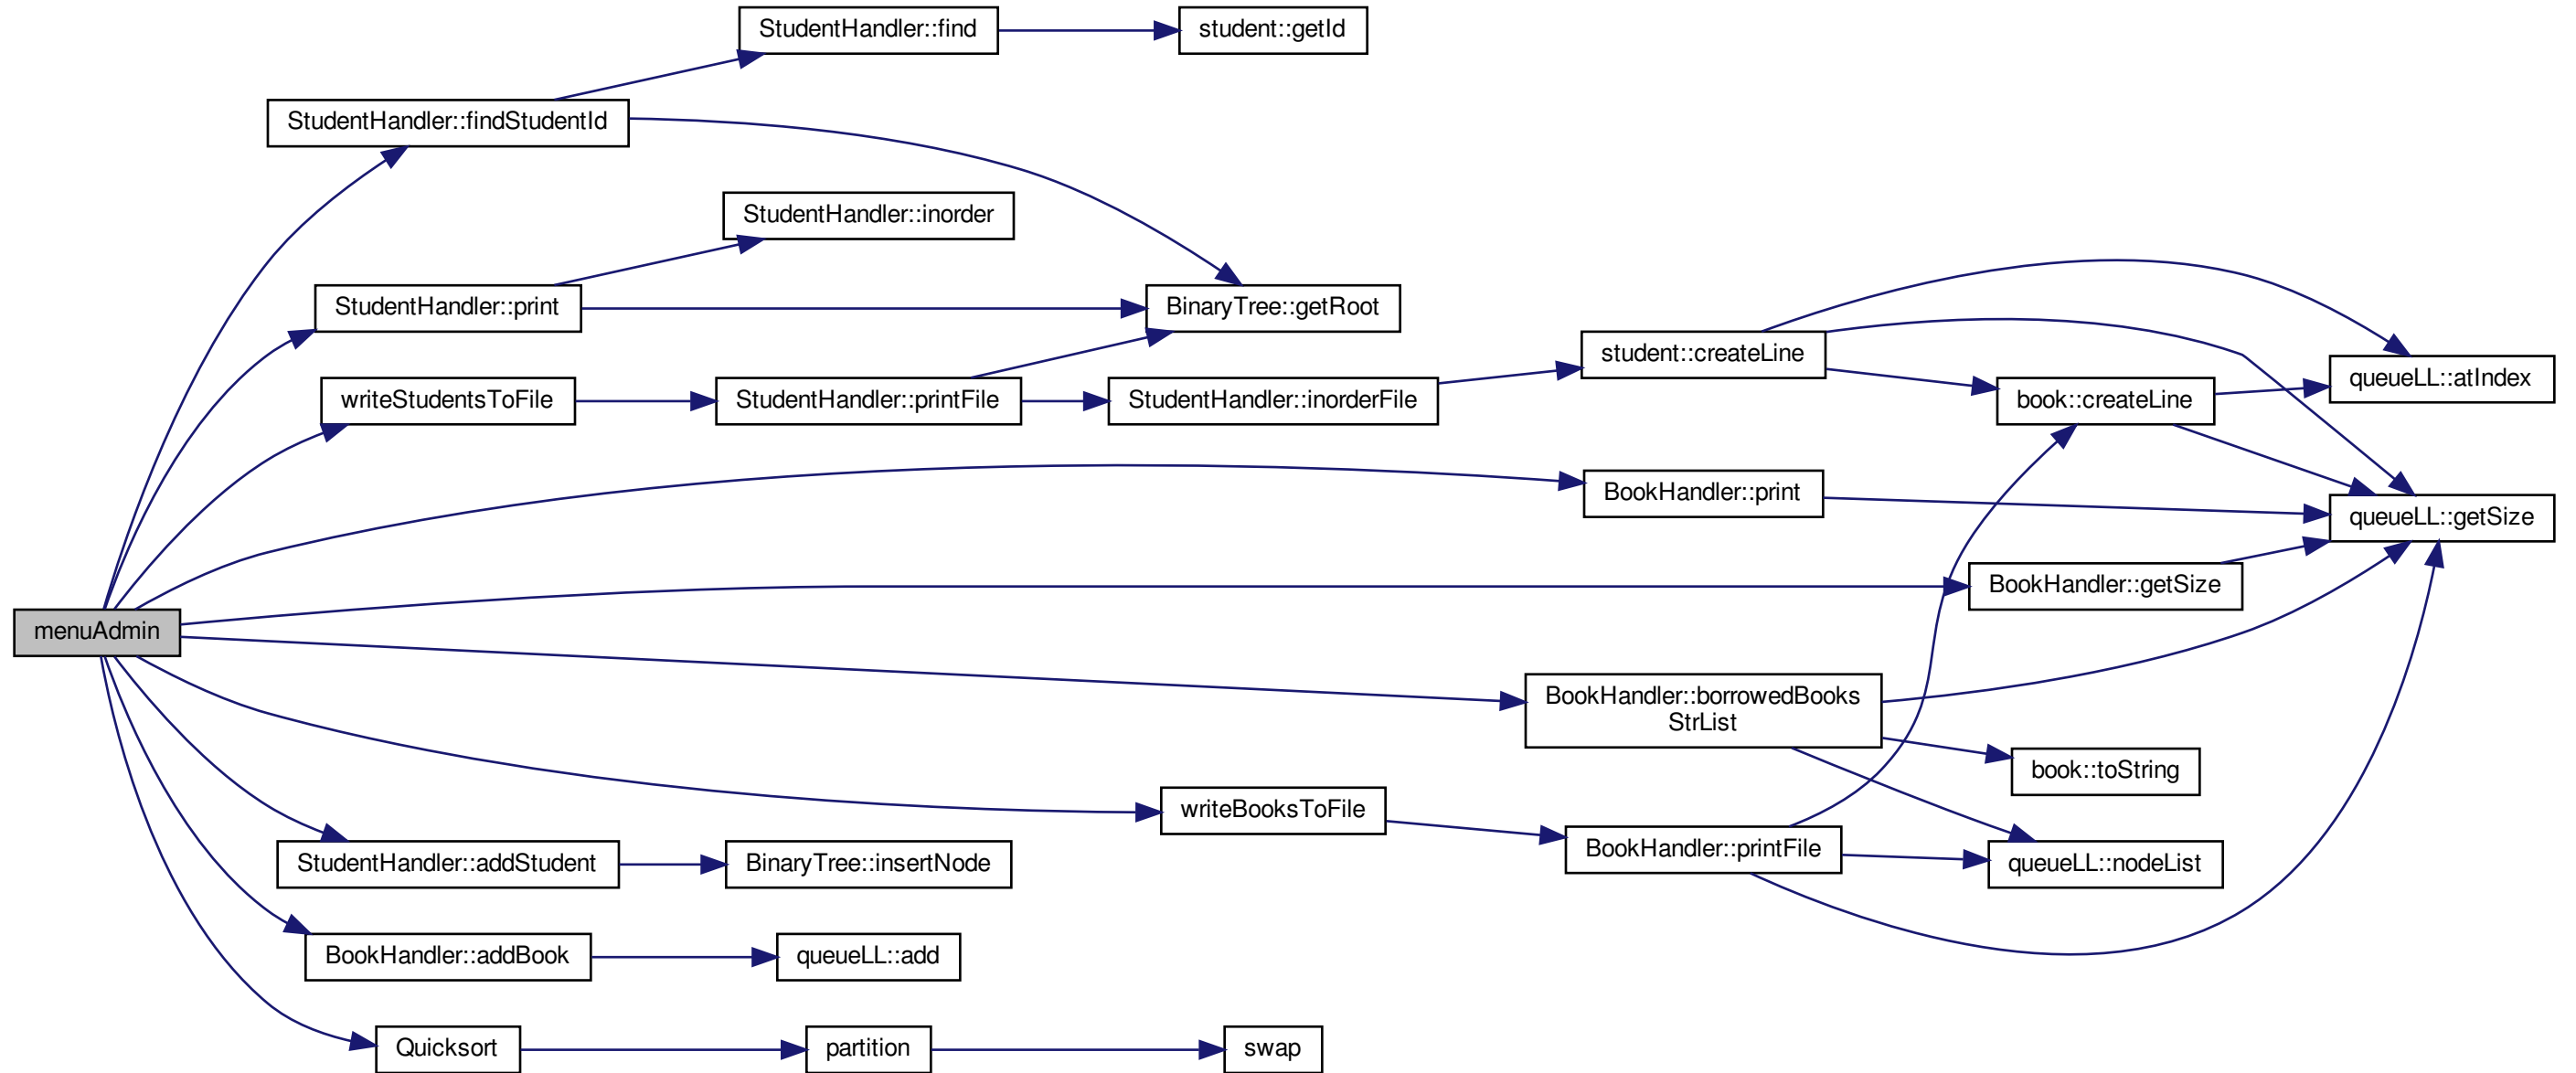 StudentHandler::find
student::getId
StudentHandler::findStudentId
StudentHandler::inorder
StudentHandler::print
BinaryTree::getRoot
student::createLine
queueLL::atIndex
writeStudentsToFile
StudentHandler::printFile
StudentHandler::inorderFile
book::createLine
BookHandler::print
queueLL::getSize
BookHandler::getSize
menuAdmin
BookHandler::borrowedBooks
StrList
book::toString
writeBooksToFile
BookHandler::printFile
queueLL::nodeList
StudentHandler::addStudent
BinaryTree::insertNode
BookHandler::addBook
queueLL::add
Quicksort
partition
swap